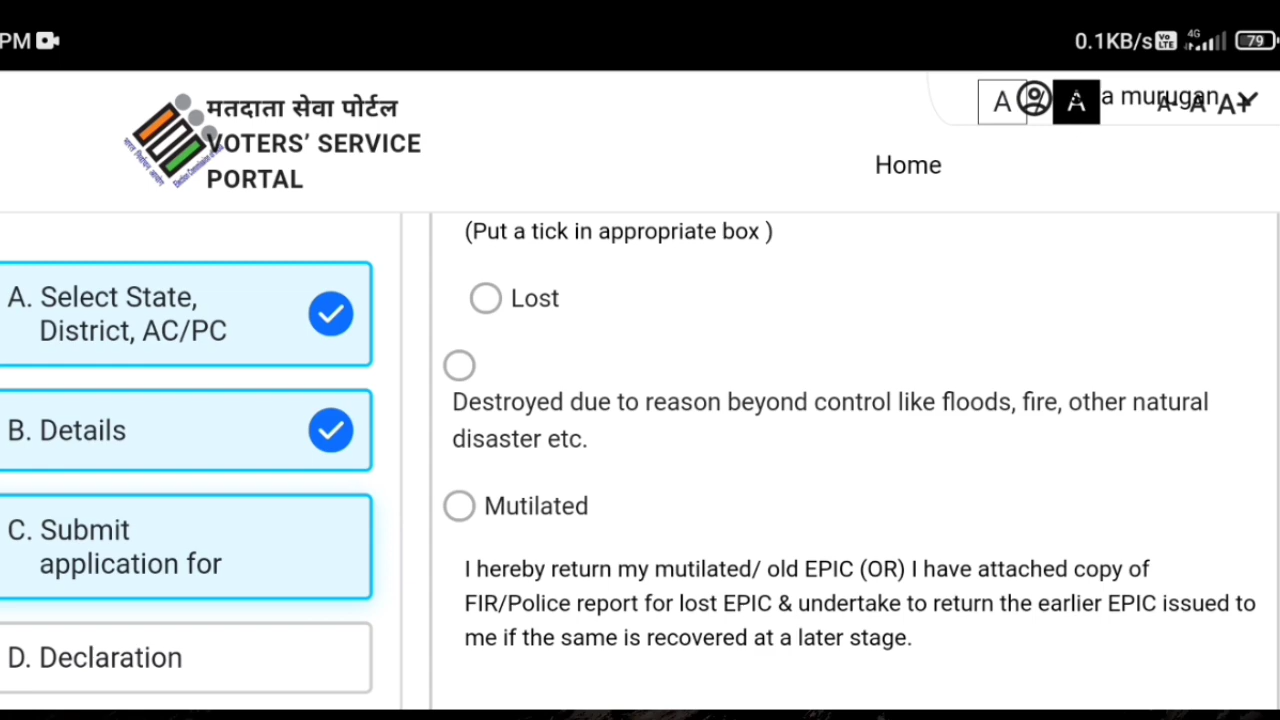 PM
0.1KB/s Vo LTE 4G 79
मतदाता सेवा पोर्टल
VOTERS' SERVICE
PORTAL
A A a murugan A- A A+
Home
(Put a tick in appropriate box )
A. Select State,
District, AC/PC
Lost
Destroyed due to reason beyond control like floods, fire, other natural
disaster etc.
B. Details
Mutilated
C. Submit
application for
I hereby return my mutilated/ old EPIC (OR) I have attached copy of
FIR/Police report for lost EPIC & undertake to return the earlier EPIC issued to
me if the same is recovered at a later stage.
D. Declaration